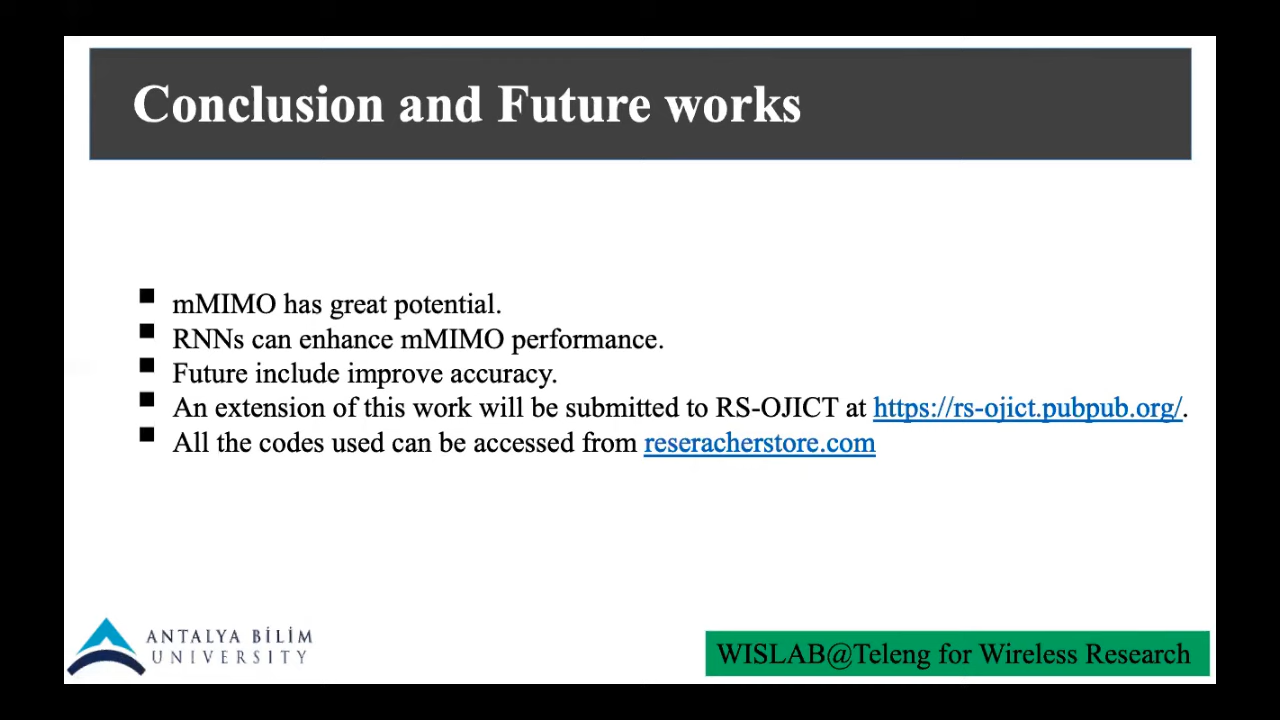 Conclusion and Future works
▪ mMIMO has great potential.
▪ RNNs can enhance mMIMO performance.
▪ Future include improve accuracy.
▪ An extension of this work will be submitted to RS-OJICT at https://rs-ojict.pubpub.org/.
▪ All the codes used can be accessed from reseracherstore.com
ANTALYA BİLİM
UNIVERSITY
WISLAB@Teleng for Wireless Research